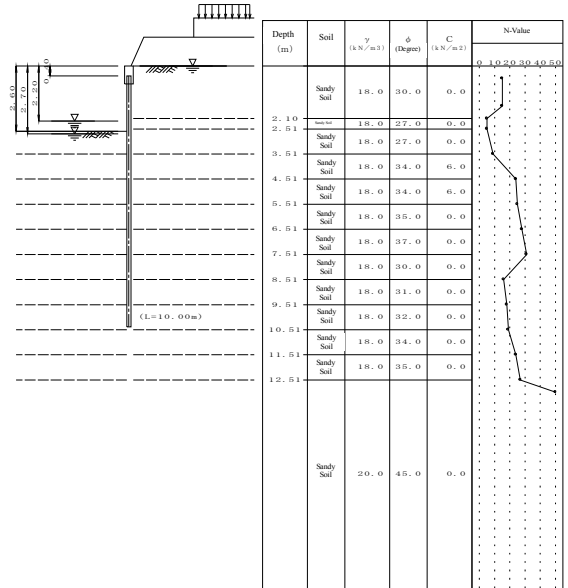 Depth
(m)
Soil
γ
(kN/m3)
φ
(Degree)
C
(kN/m2)
N-Value
0 10 20 30 40 50
Sandy
Soil
18.0 30.0 0.0
2.10
Sandy Soil 18.0 27.0 0.0
2.51
Sandy
Soil
18.0 27.0 0.0
3.51
Sandy
Soil
18.0 34.0 6.0
4.51
Sandy
Soil
18.0 34.0 6.0
5.51
Sandy
Soil
18.0 35.0 0.0
6.51
Sandy
Soil
18.0 37.0 0.0
7.51
Sandy
Soil
18.0 30.0 0.0
8.51
Sandy
Soil
18.0 31.0 0.0
9.51
Sandy
Soil
18.0 32.0 0.0
10.51
Sandy
Soil
18.0 34.0 0.0
11.51
Sandy
Soil
18.0 35.0 0.0
12.51
Sandy
Soil
20.0 45.0 0.0
2.60
2.70
2.20
(L=10.00m)